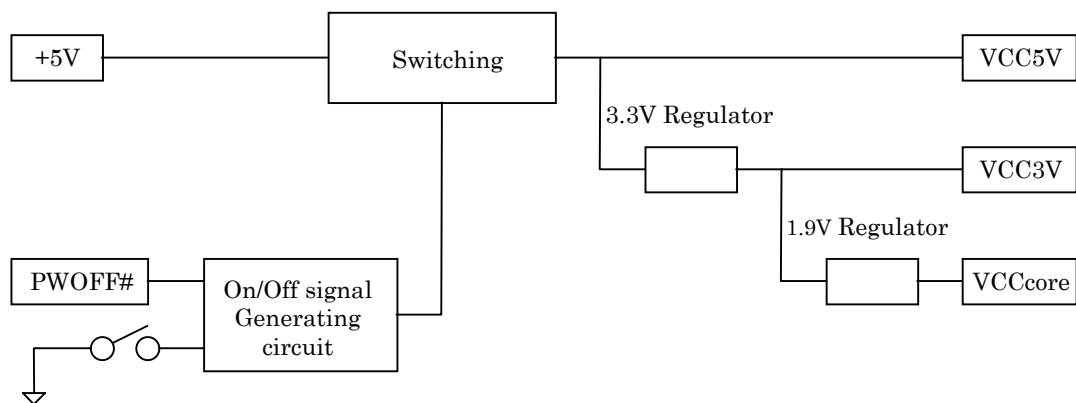 +5V
Switching
VCC5V
3.3V Regulator
VCC3V
1.9V Regulator
PWOFF#
On/Off signal
Generating
circuit
VCCcore